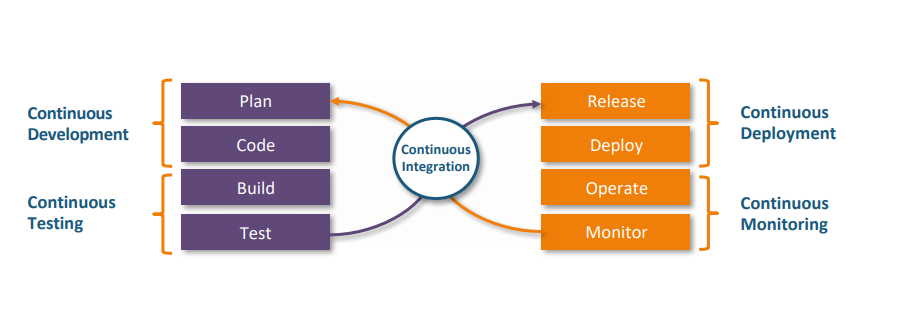 Continuous
Development
Plan
Code
Continuous
Testing
Build
Test
Continuous
Integration
Release
Deploy
Continuous
Deployment
Operate
Monitor
Continuous
Monitoring